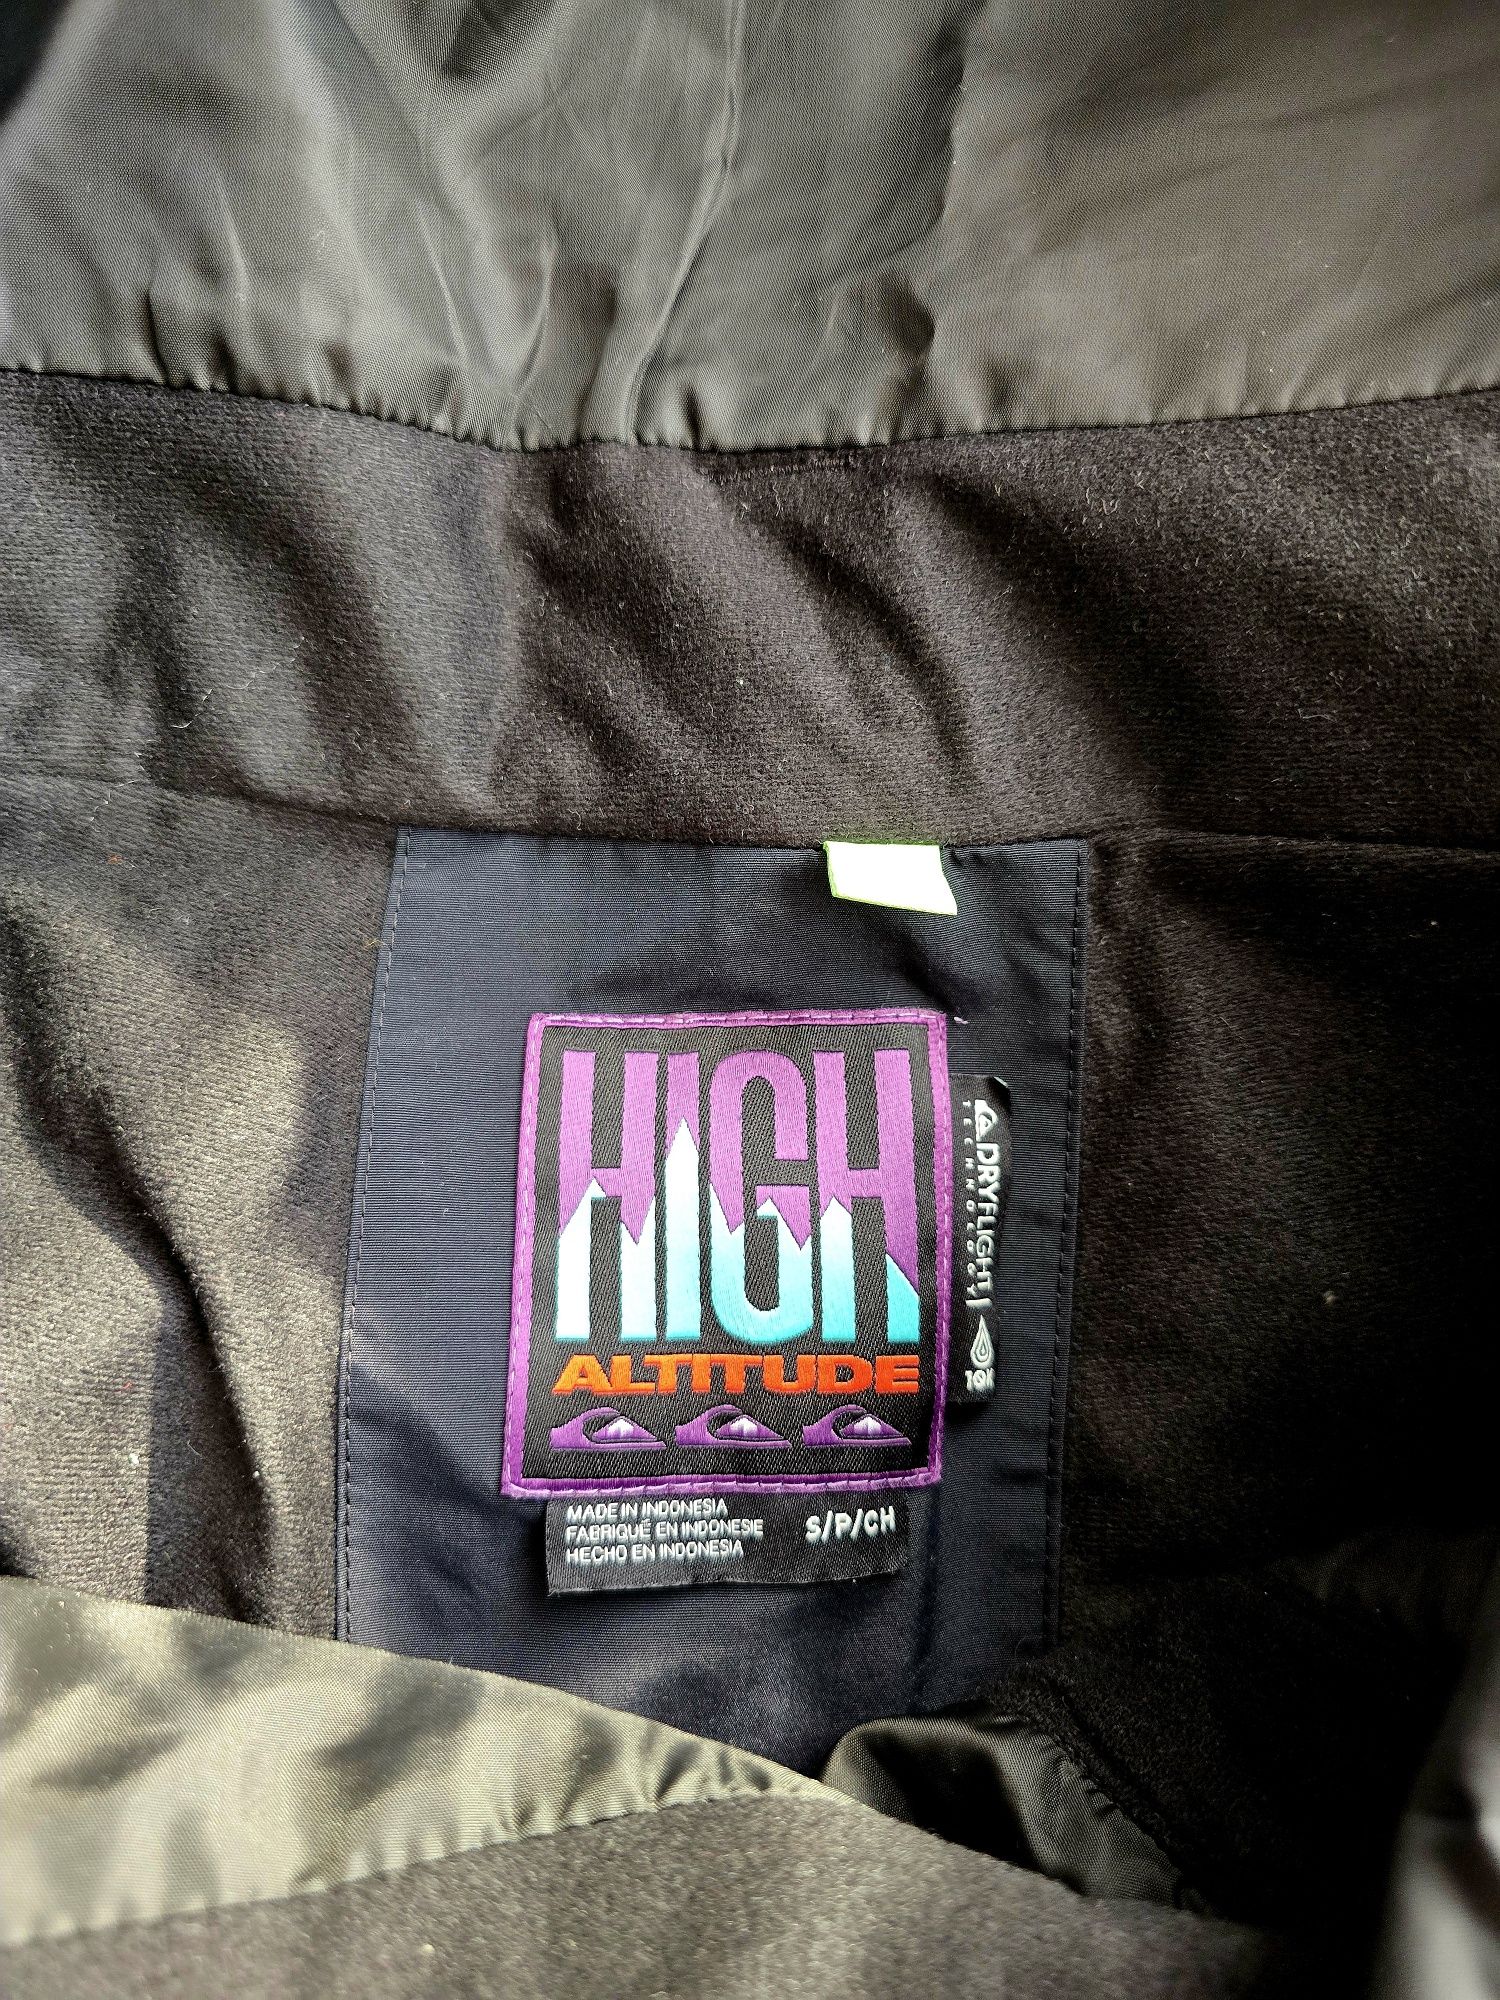 HIGH
ALTITUDE
DRYFLIGHT
TECHNOLOGY
10K
MADE IN INDONESIA
FABRIQUÉ EN INDONESIE
HECHO EN INDONESIA
S/P/CH